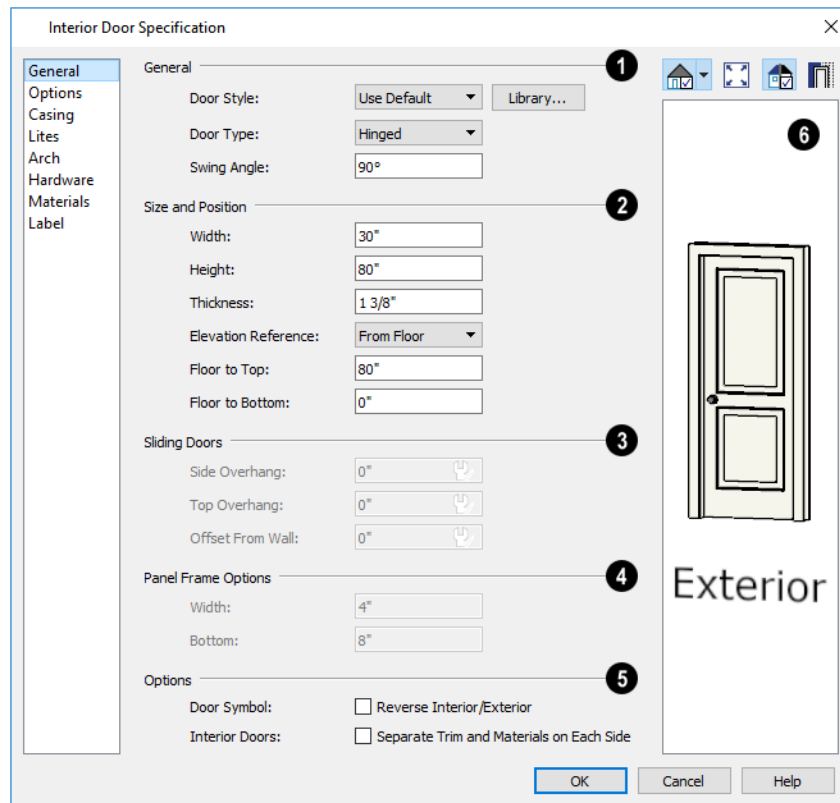 Interior Door Specification
General
Options
Casing
Lites
Arch
Hardware
Materials
Label
General
1
Door Style:
Use Default
Library...
Door Type:
Hinged
Swing Angle:
90°
Size and Position
2
Width:
30"
Height:
80"
Thickness:
1 3/8"
Elevation Reference:
From Floor
Floor to Top:
80"
Floor to Bottom:
0"
Sliding Doors
3
Side Overhang:
0"
Top Overhang:
0"
Offset From Wall:
0"
Panel Frame Options
4
Width:
4"
Bottom:
8"
Options
5
Door Symbol:
Reverse Interior/Exterior
Interior Doors:
Separate Trim and Materials on Each Side
6
Exterior
OK
Cancel
Help